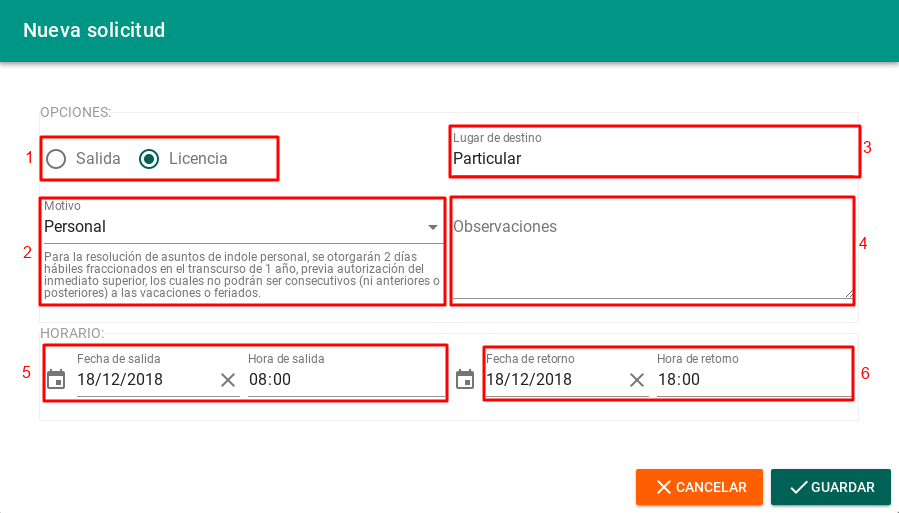 Nueva solicitud
OPCIONES:
1
Salida
Licencia
Lugar de destino
Particular
3
Motivo
Personal
Para la resolución de asuntos de indole personal, se otorgarán 2 días
hábiles fraccionados en el transcurso de 1 año, previa autorización del
inmediato superior, los cuales no podrán ser consecutivos (ni anteriores o
posteriores) a las vacaciones o feriados.
2
Observaciones
4
HORARIO:
5
Fecha de salida
18/12/2018
Hora de salida
08:00
Fecha de retorno
18/12/2018
Hora de retorno
18:00
6
CANCELAR
GUARDAR